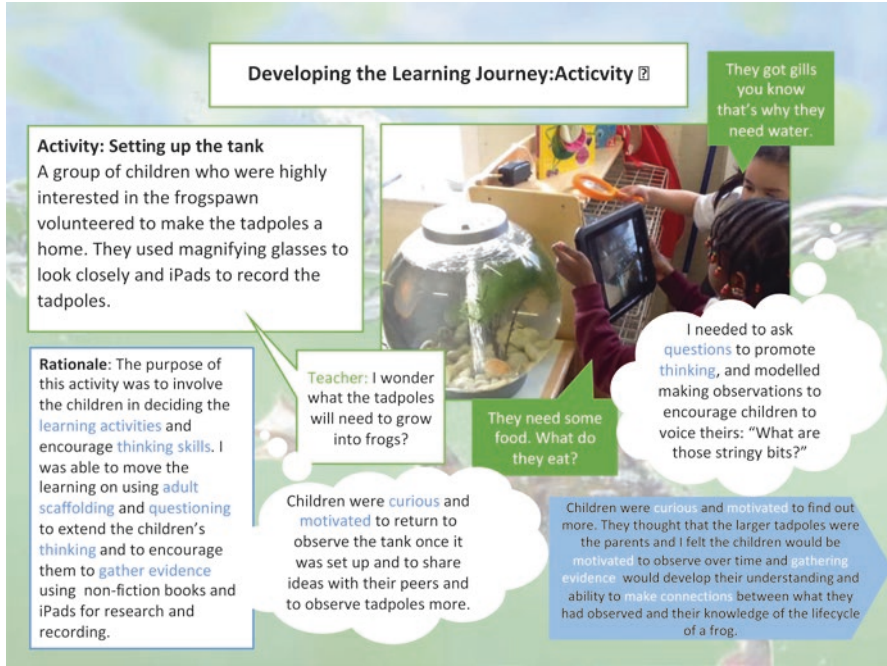 Developing the Learning Journey:Acticvity
They got gills
you know
that's why they
need water.
Activity: Setting up the tank
A group of children who were highly
interested in the frogspawn
volunteered to make the tadpoles a
home. They used magnifying glasses to
look closely and iPads to record the
tadpoles.
Rationale: The purpose of
this activity was to involve
the children in deciding the
learning activities and
encourage thinking skills. I
was able to move the
learning on using adult
scaffolding and questioning
to extend the children's
thinking and to encourage
them to gather evidence
using non-fiction books and
iPads for research and
recording.
Teacher: I wonder
what the tadpoles
will need to grow
into frogs?
They need some
food. What do
they eat?
I needed to ask
questions to promote
thinking, and modelled
making observations to
encourage children to
voice theirs: "What are
those stringy bits?"
Children were curious and
motivated to return to
observe the tank once it
was set up and to share
ideas with their peers and
to observe tadpoles more.
Children were curious and motivated to find out
more. They thought that the larger tadpoles were
the parents and I felt the children would be
motivated to observe over time and gathering
evidence would develop their understanding and
ability to make connections between what they
had observed and their knowledge of the lifecycle
of a frog.